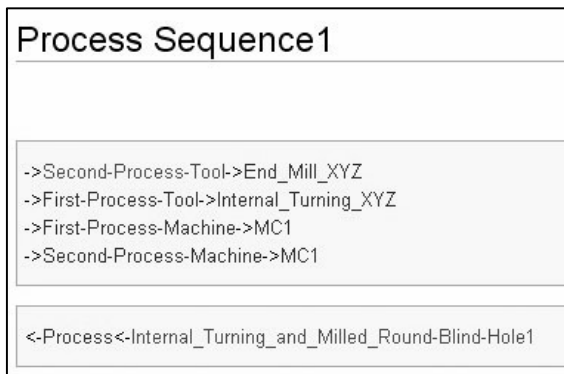 Process Sequence1
->Second-Process-Tool->End_Mill_XYZ
->First-Process-Tool->Internal_Turning_XYZ
->First-Process-Machine->MC1
->Second-Process-Machine->MC1
<-Process<-Internal_Turning_and_Milled_Round-Blind-Hole1